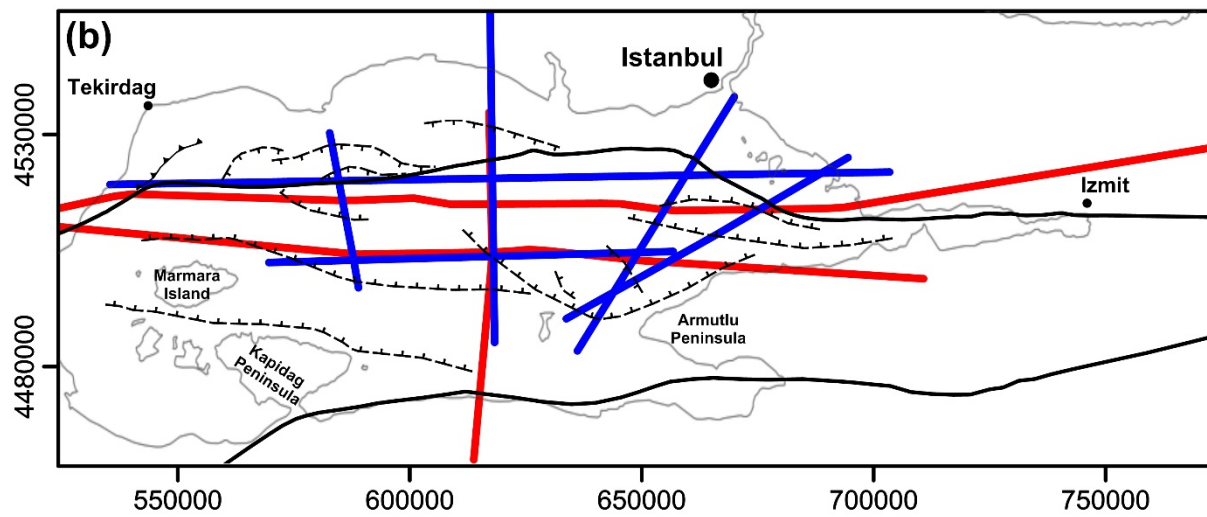 (b)
Istanbul
Tekirdag
4530000
Izmit
Marmara
Island
Armutlu
Peninsula
Kapidag
Peninsula
4480000
550000
600000
650000
700000
750000